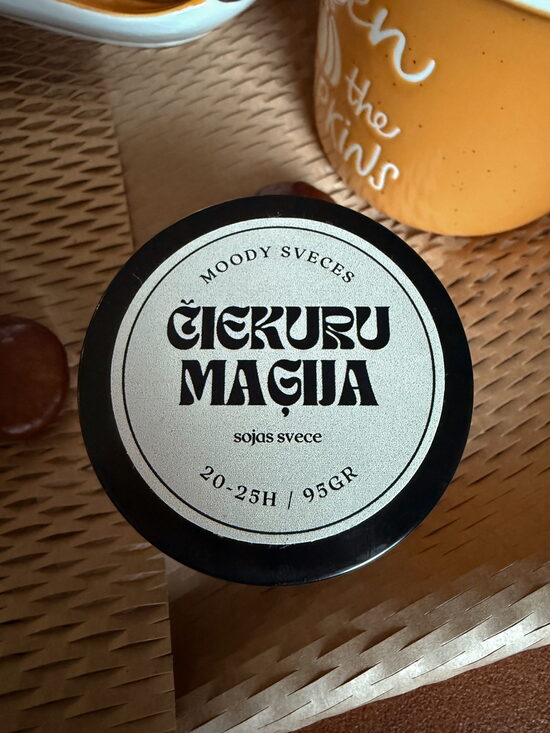 the
MOODY SVECES
ČIEKURU
MAĢIJA
sojas svece
20-25H / 95GR